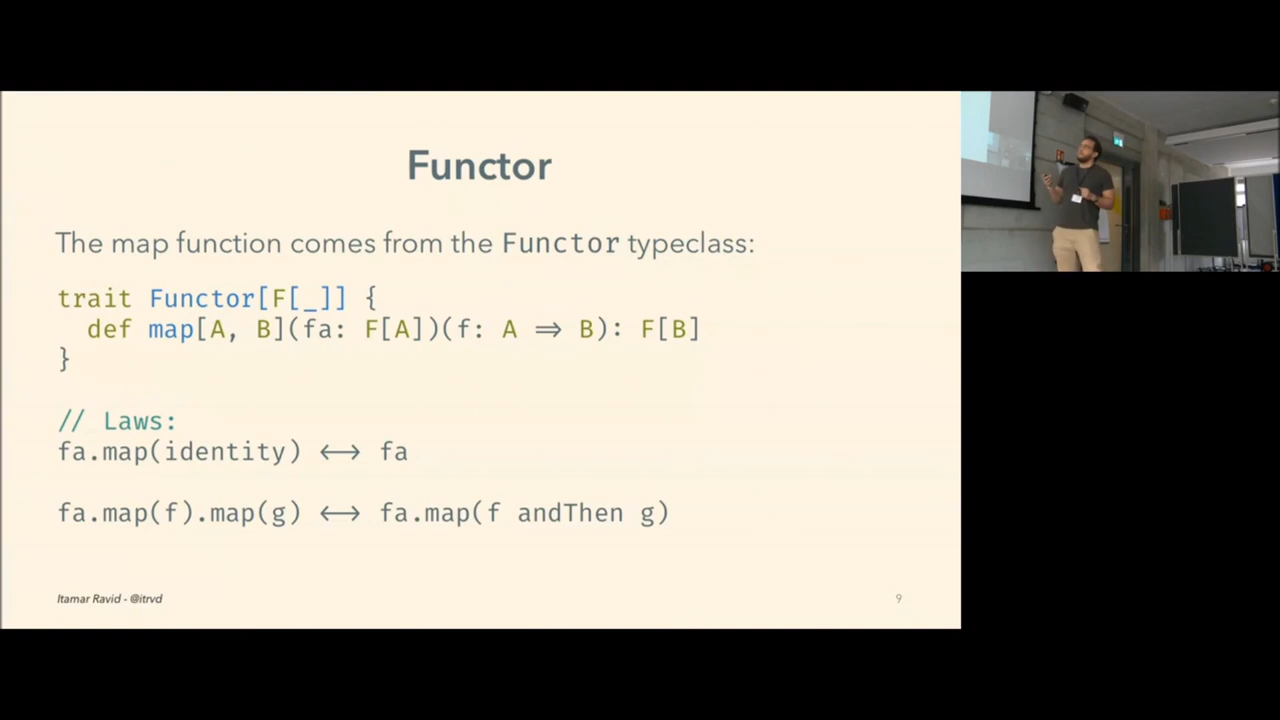 Functor
The map function comes from the Functor typeclass:
trait Functor[F[_]] {
def map[A, B](fa: F[A])(f: A => B): F[B]
}
// Laws:
fa.map(identity) <-> fa
fa.map(f).map(g) <-> fa.map(f andThen g)
Itamar Ravid - @itrvd
9